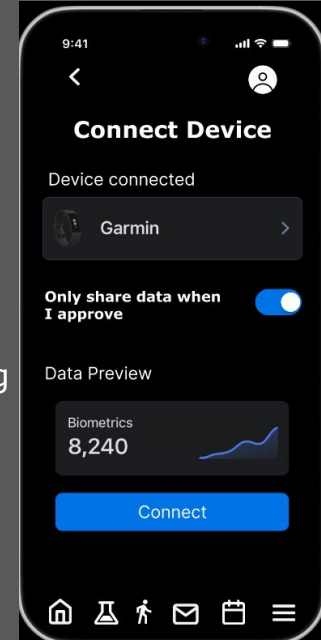 9:41
Connect Device
Device connected
Garmin
Only share data when
I approve
g
Data Preview
Biometrics
8,240
Connect